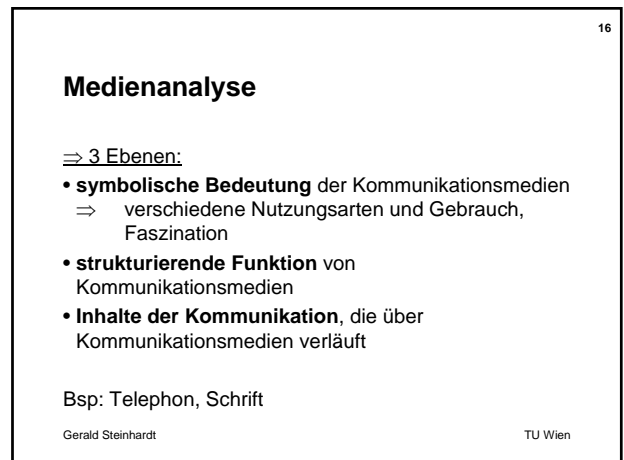 16
Medienanalyse
⇒ 3 Ebenen:
• symbolische Bedeutung der Kommunikationsmedien
⇒ verschiedene Nutzungsarten und Gebrauch,
Faszination
• strukturierende Funktion von
Kommunikationsmedien
• Inhalte der Kommunikation, die über
Kommunikationsmedien verläuft
Bsp: Telephon, Schrift
Gerald Steinhardt TU Wien